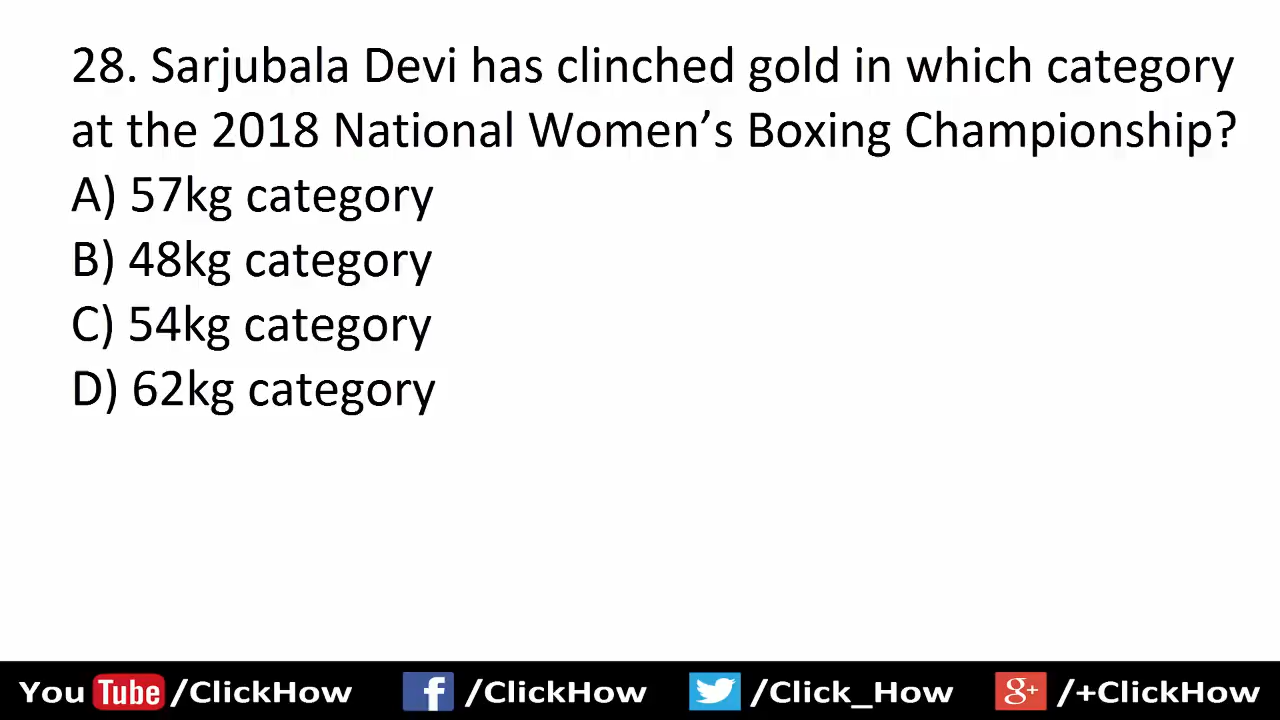 28. Sarjubala Devi has clinched gold in which category
at the 2018 National Women’s Boxing Championship?
A) 57kg category
B) 48kg category
C) 54kg category
D) 62kg category
You Tube /ClickHow f /ClickHow /Click_How g+ /+ClickHow